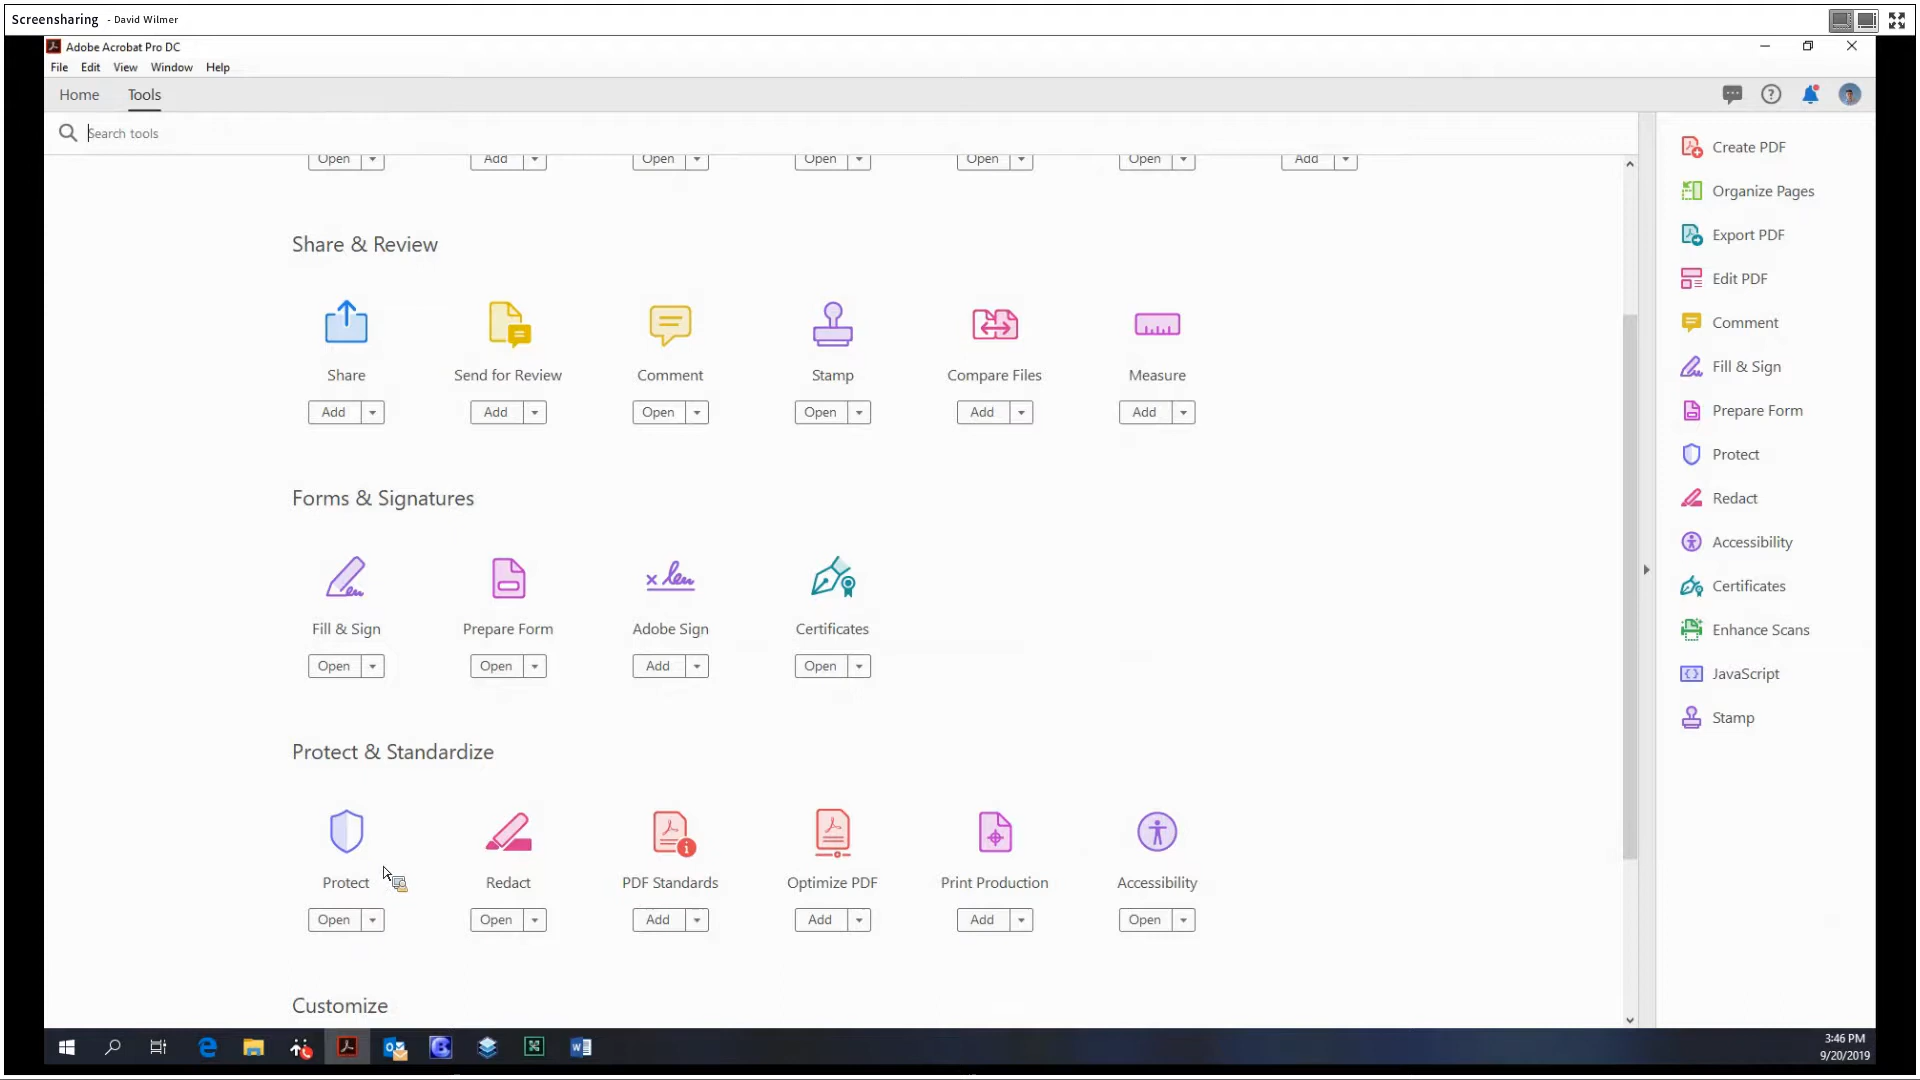 Screensharing - David Wilmer
Adobe Acrobat Pro DC
File Edit View Window Help
Home Tools
Search tools
Open Add Open Open Open Open Add
Share & Review
Share Send for Review Comment Stamp Compare Files Measure
Add Add Open Open Add Add
Forms & Signatures
Fill & Sign Prepare Form Adobe Sign Certificates
Open Open Add Open
Protect & Standardize
Protect Redact PDF Standards Optimize PDF Print Production Accessibility
Open Open Add Add Add Open
Customize
Create PDF
Organize Pages
Export PDF
Edit PDF
Comment
Fill & Sign
Prepare Form
Protect
Redact
Accessibility
Certificates
Enhance Scans
JavaScript
Stamp
3:46 PM
9/20/2019